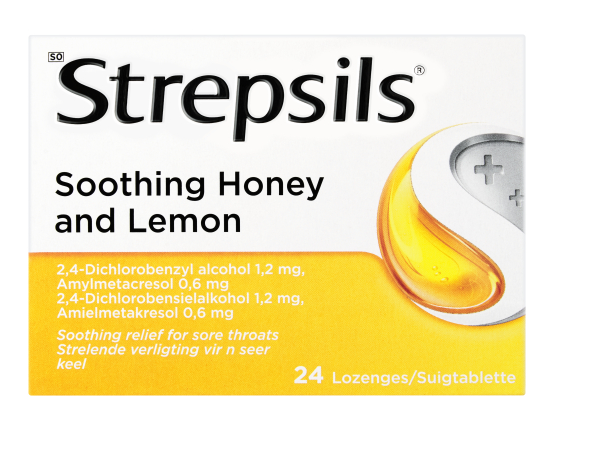 SO
Strepsils®
Soothing Honey
and Lemon
2,4-Dichlorobenzyl alcohol 1,2 mg,
Amylmetacresol 0,6 mg
2,4-Dichlorobensielalkohol 1,2 mg,
Amielmetakresol 0,6 mg
Soothing relief for sore throats
Strelende verligting vir n seer
keel
24 Lozenges/Suigtablette